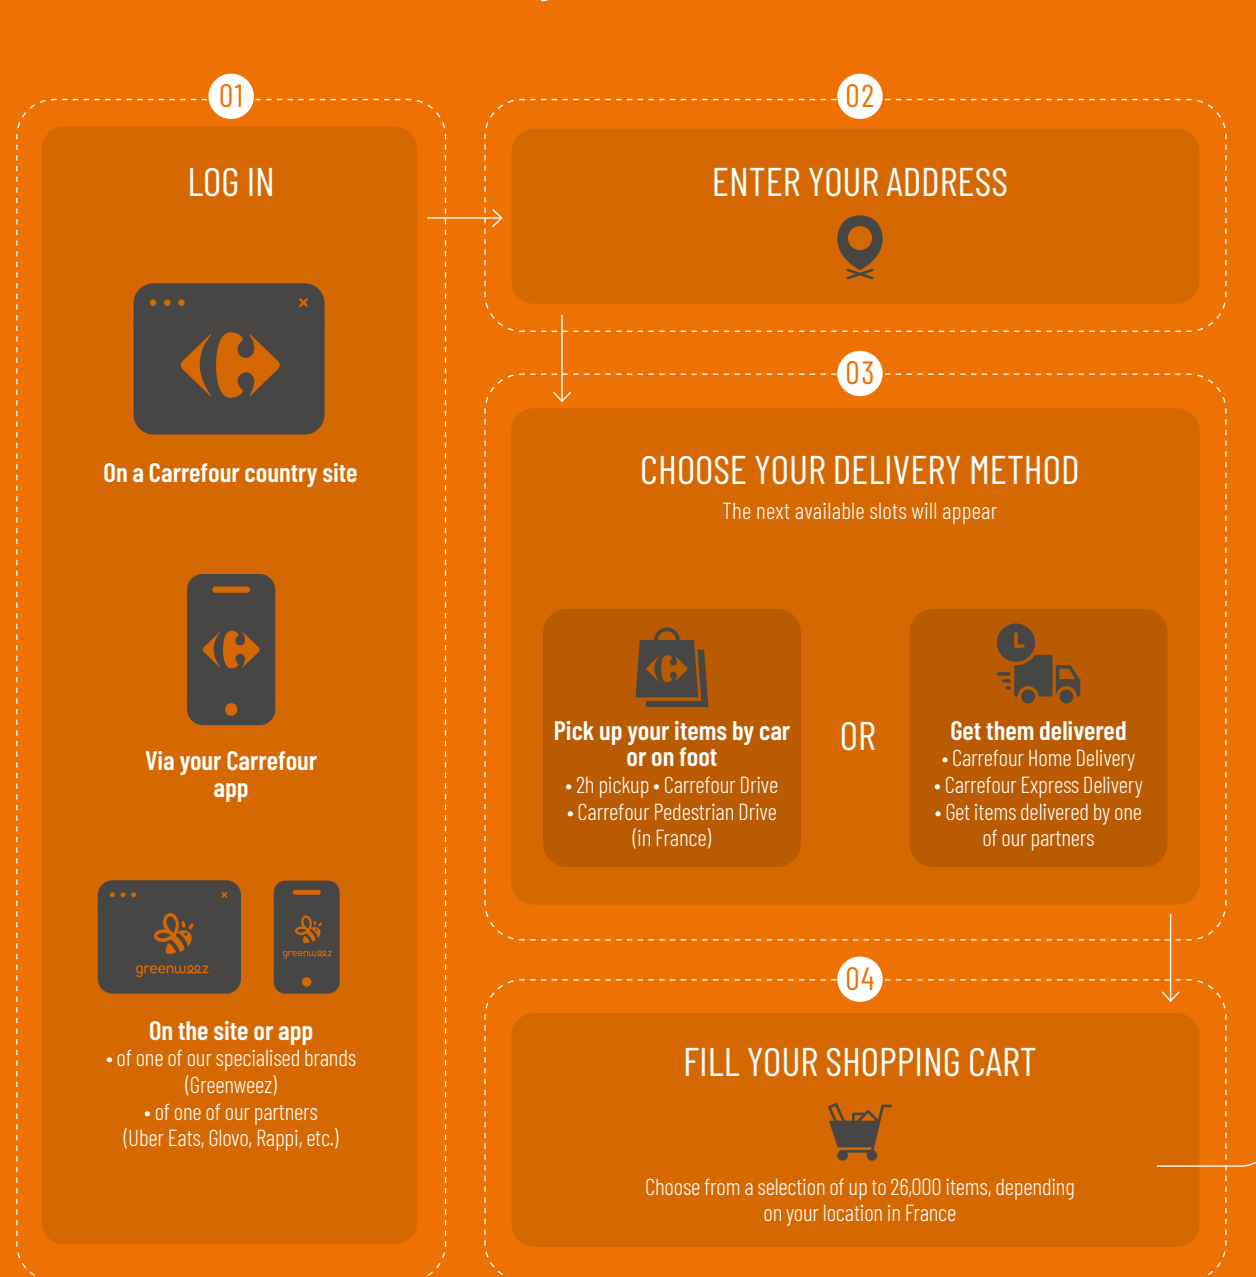 01
LOG IN
On a Carrefour country site
Via your Carrefour
app
greenweez
greenweez
On the site or app
• of one of our specialised brands
(Greenweez)
• of one of our partners
(Uber Eats, Glovo, Rappi, etc.)
02
ENTER YOUR ADDRESS
03
CHOOSE YOUR DELIVERY METHOD
The next available slots will appear
Pick up your items by car
or on foot
• 2h pickup • Carrefour Drive
• Carrefour Pedestrian Drive
(in France)
OR
Get them delivered
• Carrefour Home Delivery
• Carrefour Express Delivery
• Get items delivered by one
of our partners
04
FILL YOUR SHOPPING CART
Choose from a selection of up to 26,000 items, depending
on your location in France